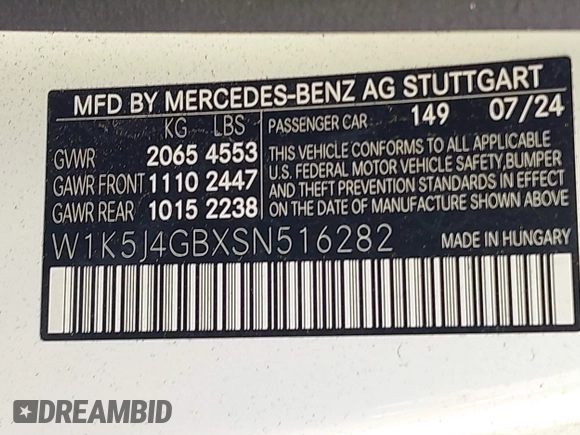 MFD BY MERCEDES-BENZ AG STUTTGART
KG LBS PASSENGER CAR 149 07/24
GVWR 2065 4553
GAWR FRONT 1110 2447
GAWR REAR 1015 2238
THIS VEHICLE CONFORMS TO ALL APPLICABLE
U.S. FEDERAL MOTOR VEHICLE SAFETY, BUMPER
AND THEFT PREVENTION STANDARDS IN EFFECT
ON THE DATE OF MANUFACTURE SHOWN ABOVE
W1K5J4GBXSN516282 MADE IN HUNGARY
DREAMBID